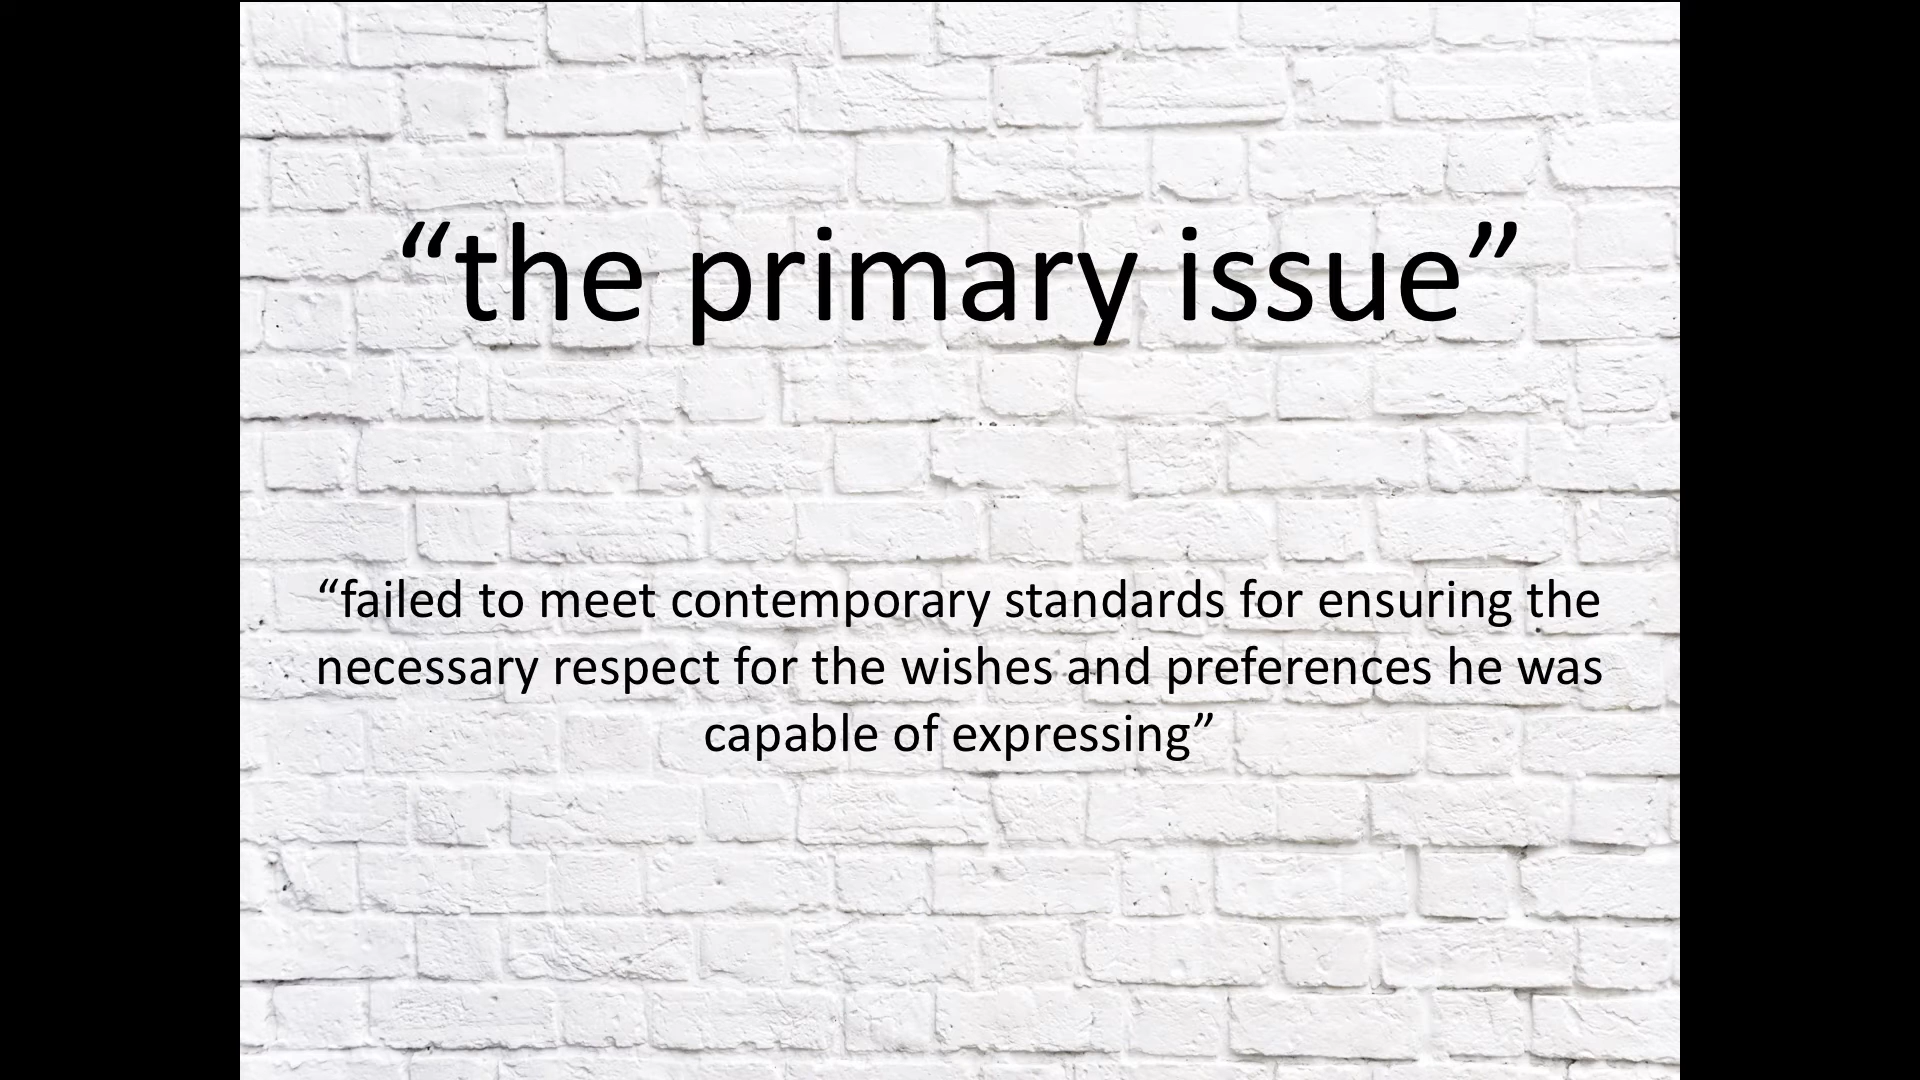 “the primary issue”
“failed to meet contemporary standards for ensuring the
necessary respect for the wishes and preferences he was
capable of expressing”